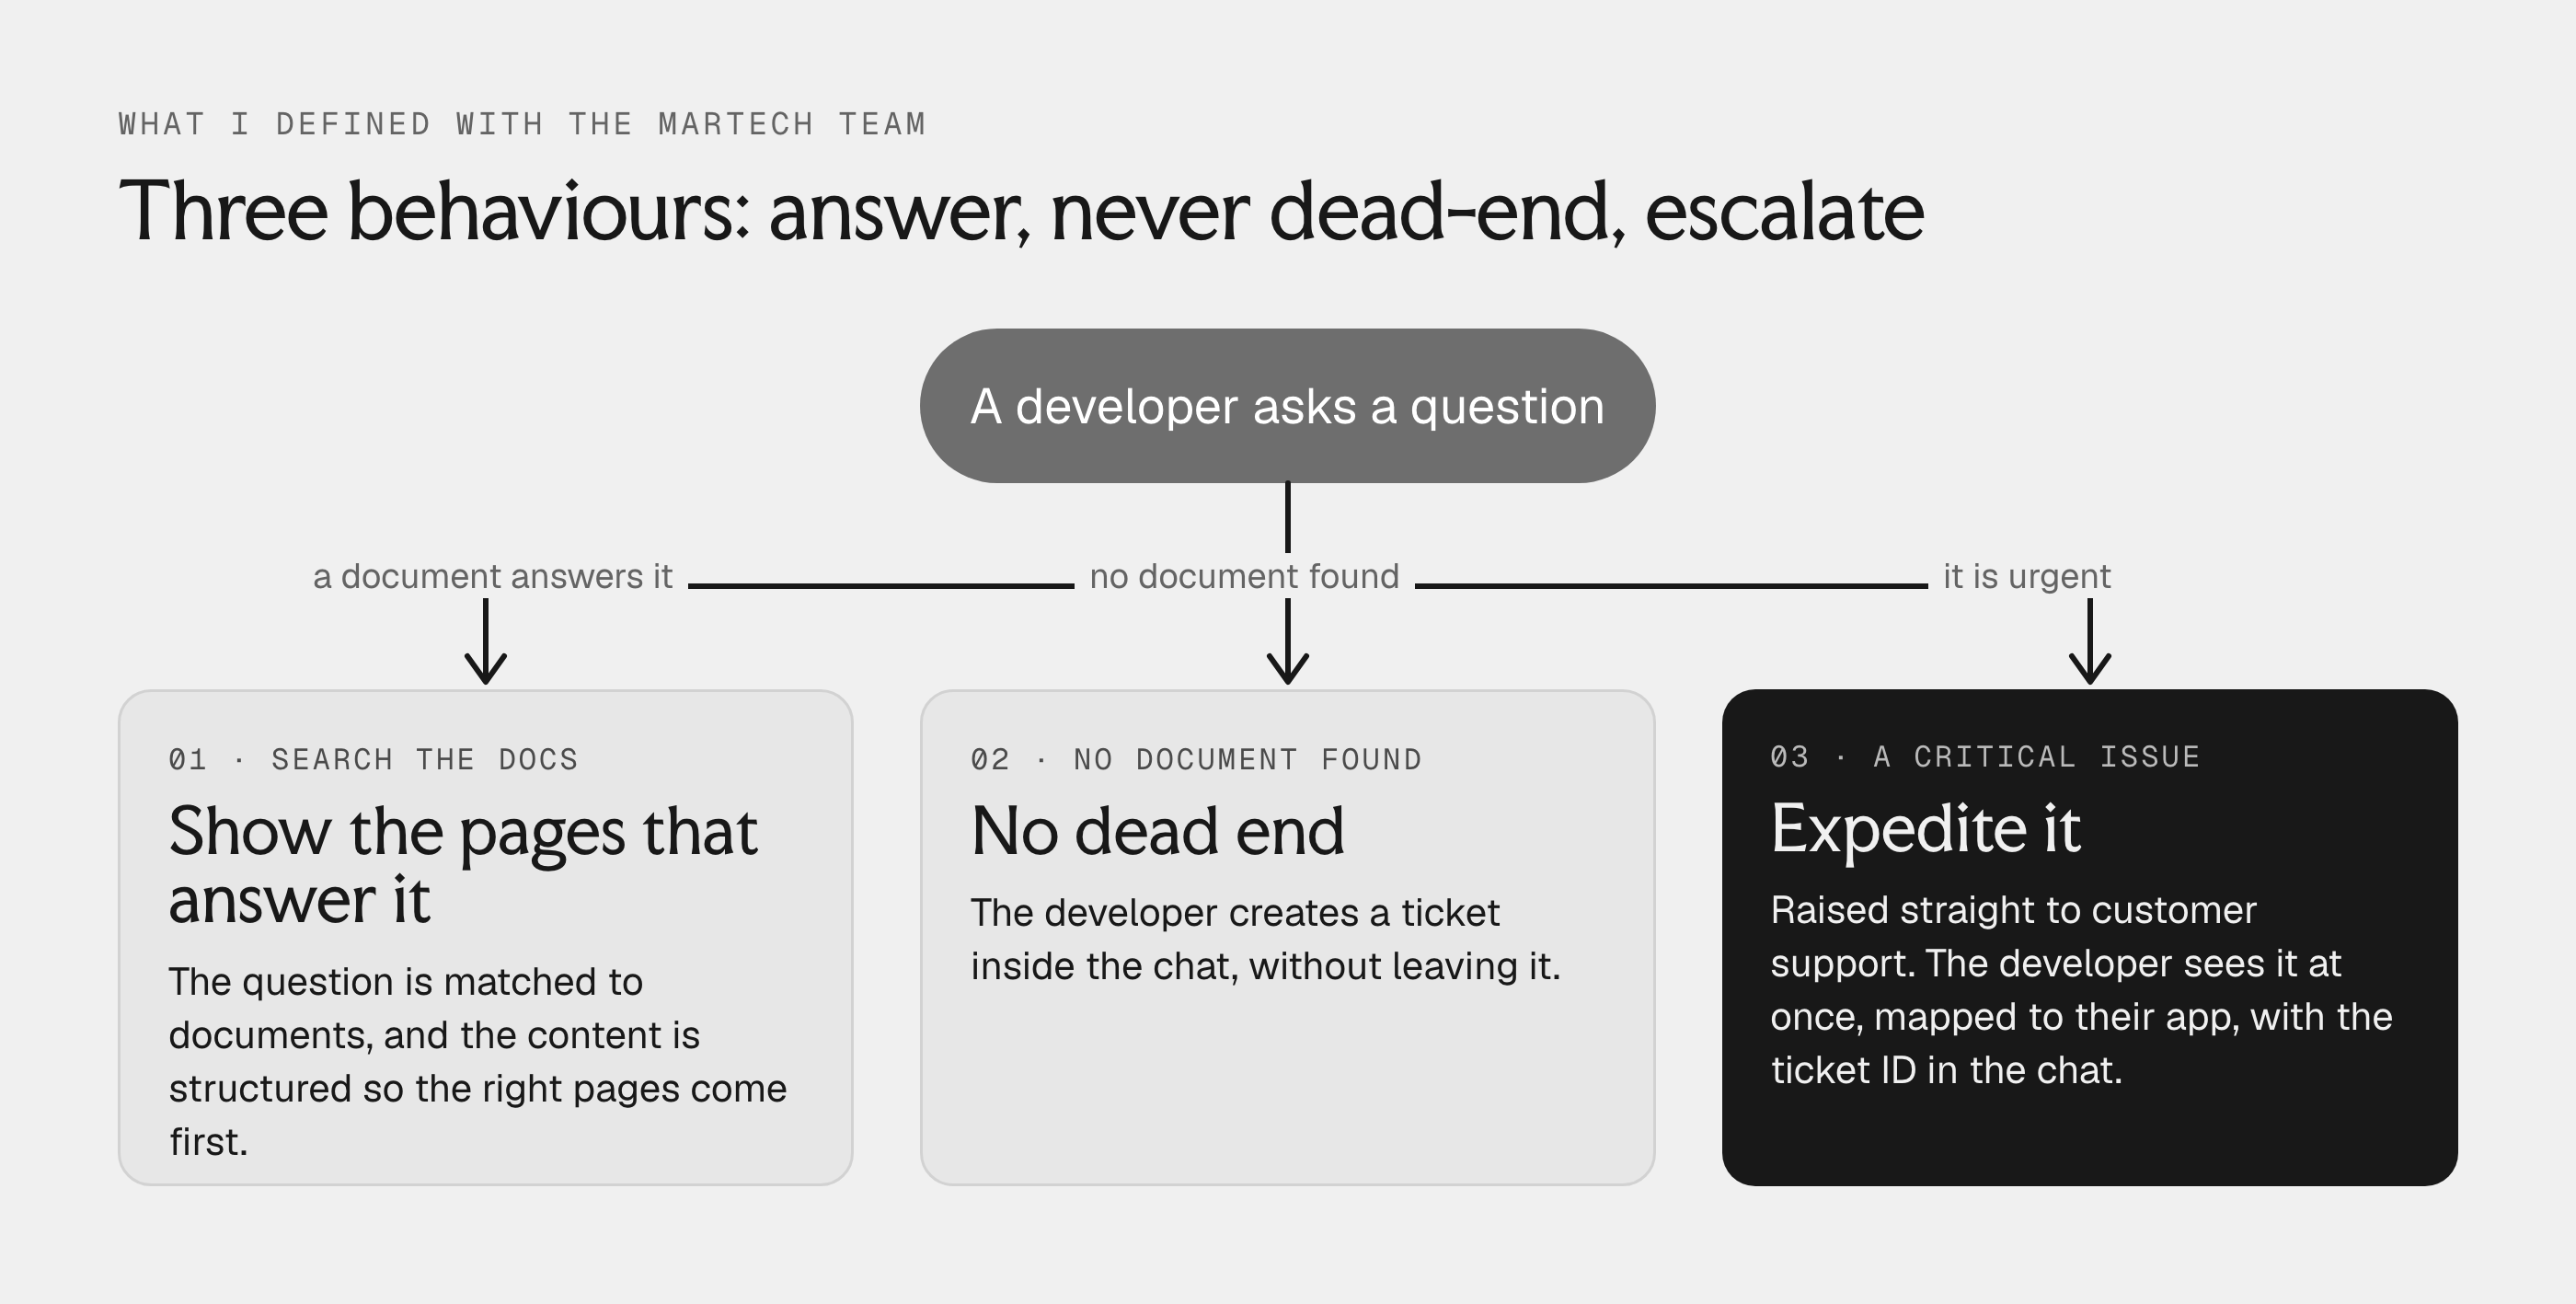 WHAT I DEFINED WITH THE MARTECH TEAM
Three behaviours: answer, never dead-end, escalate
A developer asks a question
a document answers it
no document found
it is urgent
01 · SEARCH THE DOCS
Show the pages that
answer it
The question is matched to
documents, and the content is
structured so the right pages come
first.
02 · NO DOCUMENT FOUND
No dead end
The developer creates a ticket
inside the chat, without leaving it.
03 · A CRITICAL ISSUE
Expedite it
Raised straight to customer
support. The developer sees it at
once, mapped to their app, with the
ticket ID in the chat.